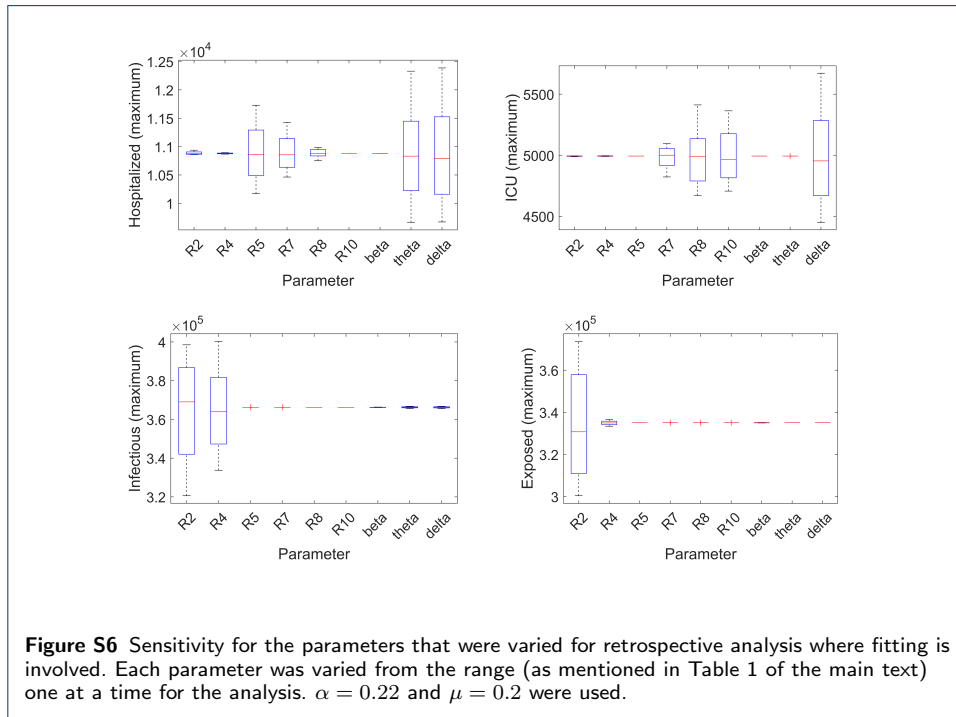 ×10⁴
1.25
1.2
1.15
1.1
1.05
1
Hospitalized (maximum)
R2 R4 R5 R7 R8 R10 beta theta delta
Parameter
5500
5000
4500
ICU (maximum)
R2 R4 R5 R7 R8 R10 beta theta delta
Parameter
×10⁵
4
3.8
3.6
3.4
3.2
Infectious (maximum)
R2 R4 R5 R7 R8 R10 beta theta delta
Parameter
×10⁵
3.6
3.4
3.2
3
Exposed (maximum)
R2 R4 R5 R7 R8 R10 beta theta delta
Parameter
Figure S6 Sensitivity for the parameters that were varied for retrospective analysis where fitting is
involved. Each parameter was varied from the range (as mentioned in Table 1 of the main text)
one at a time for the analysis. α = 0.22 and μ = 0.2 were used.